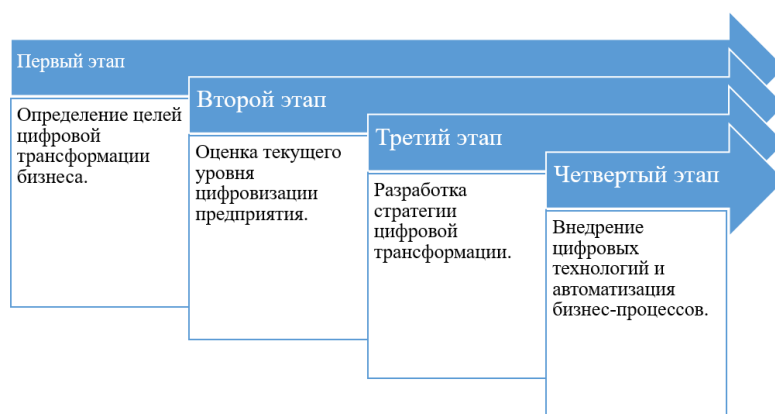 Первый этап
Определение целей
цифровой
трансформации
бизнеса.
Второй этап
Оценка текущего
уровня
цифровизации
предприятия.
Третий этап
Разработка
стратегии
цифровой
трансформации.
Четвертый этап
Внедрение
цифровых
технологий и
автоматизация
бизнес-процессов.